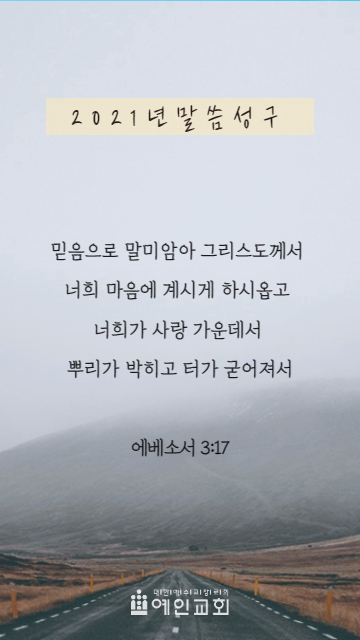 2021년말씀성구
믿음으로 말미암아 그리스도께서
너희 마음에 계시게 하시옵고
너희가 사랑 가운데서
뿌리가 박히고 터가 굳어져서
에베소서 3:17
예인교회